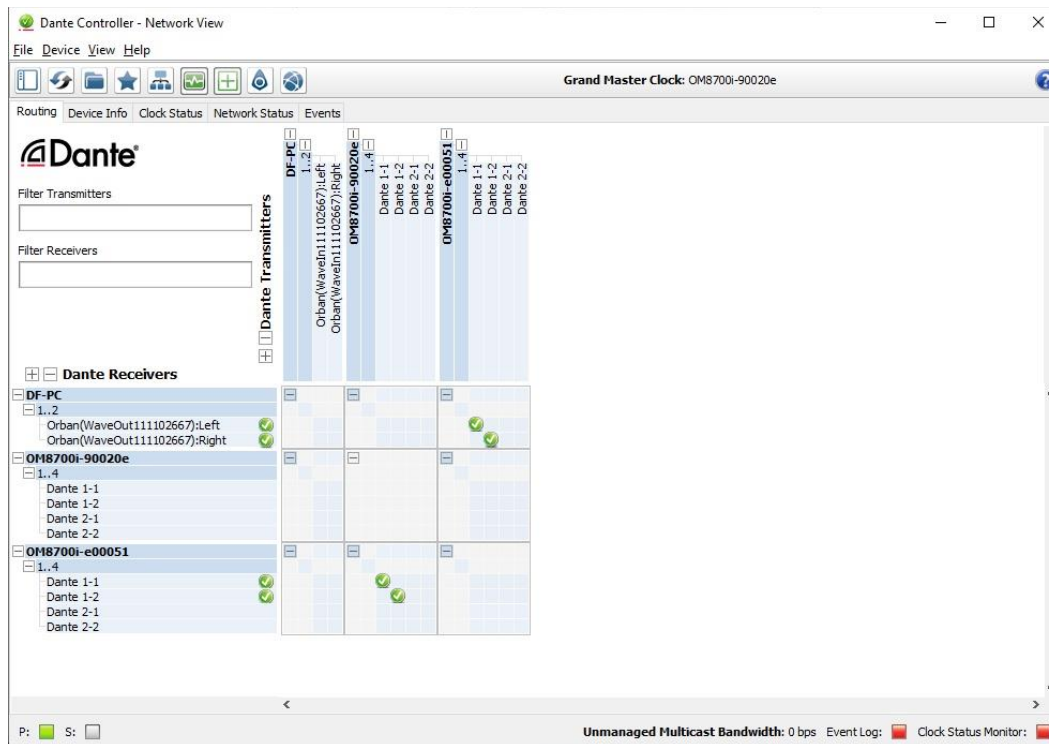 Dante Controller - Network View
File Device View Help
Grand Master Clock: OM8700i-90020e
Routing Device Info Clock Status Network Status Events
Dante
Filter Transmitters
Filter Receivers
Dante Transmitters
DF-PC
1..2
Orban(WaveIn111102667):Left
Orban(WaveIn111102667):Right
OM8700i-90020e
1..4
Dante 1-1
Dante 1-2
Dante 2-1
Dante 2-2
OM8700i-e00051
1..4
Dante 1-1
Dante 1-2
Dante 2-1
Dante 2-2
Dante Receivers
DF-PC
1..2
Orban(WaveOut111102667):Left
Orban(WaveOut111102667):Right
OM8700i-90020e
1..4
Dante 1-1
Dante 1-2
Dante 2-1
Dante 2-2
OM8700i-e00051
1..4
Dante 1-1
Dante 1-2
Dante 2-1
Dante 2-2
P: S: Unmanaged Multicast Bandwidth: 0 bps Event Log: Clock Status Monitor: